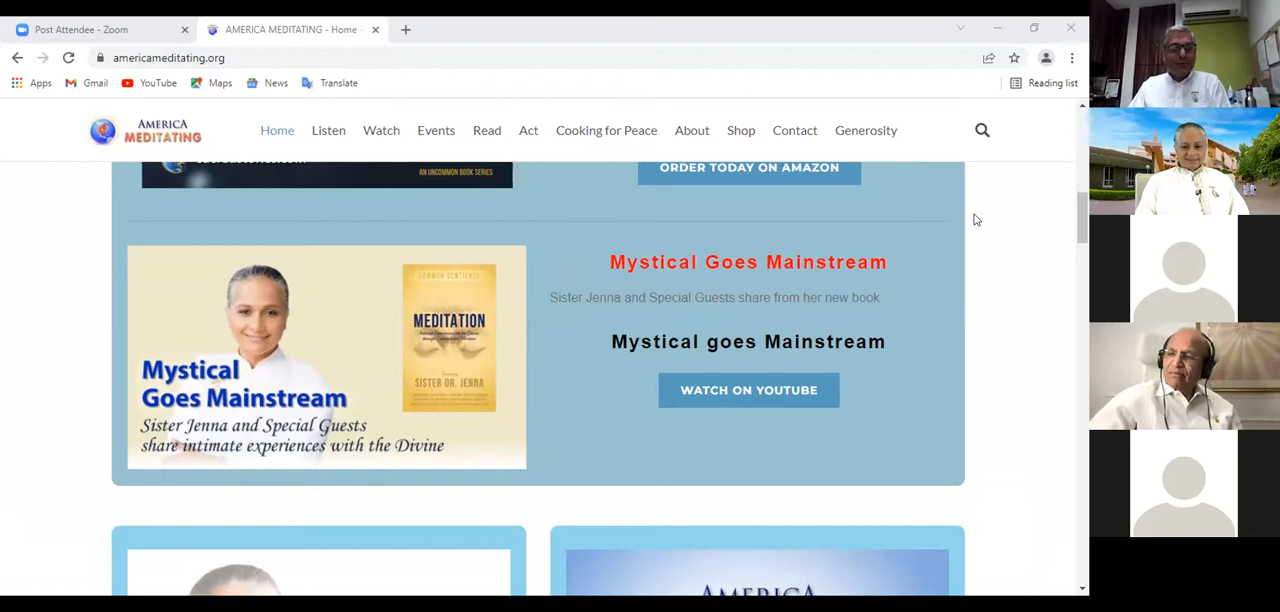 Post Attendee - Zoom
AMERICA MEDITATING - Home
americameditating.org
Apps Gmail YouTube Maps News Translate
Reading list
AMERICA
MEDITATING
Home Listen Watch Events Read Act Cooking for Peace About Shop Contact Generosity
AN UNCOMMON BOOK SERIES
ORDER TODAY ON AMAZON
Mystical Goes Mainstream
Sister Jenna and Special Guests share from her new book
Mystical goes Mainstream
WATCH ON YOUTUBE
COMMON SENTIENCE
MEDITATION
SISTER DR. JENNA
Mystical
Goes Mainstream
Sister Jenna and Special Guests
share intimate experiences with the Divine
AMERICA